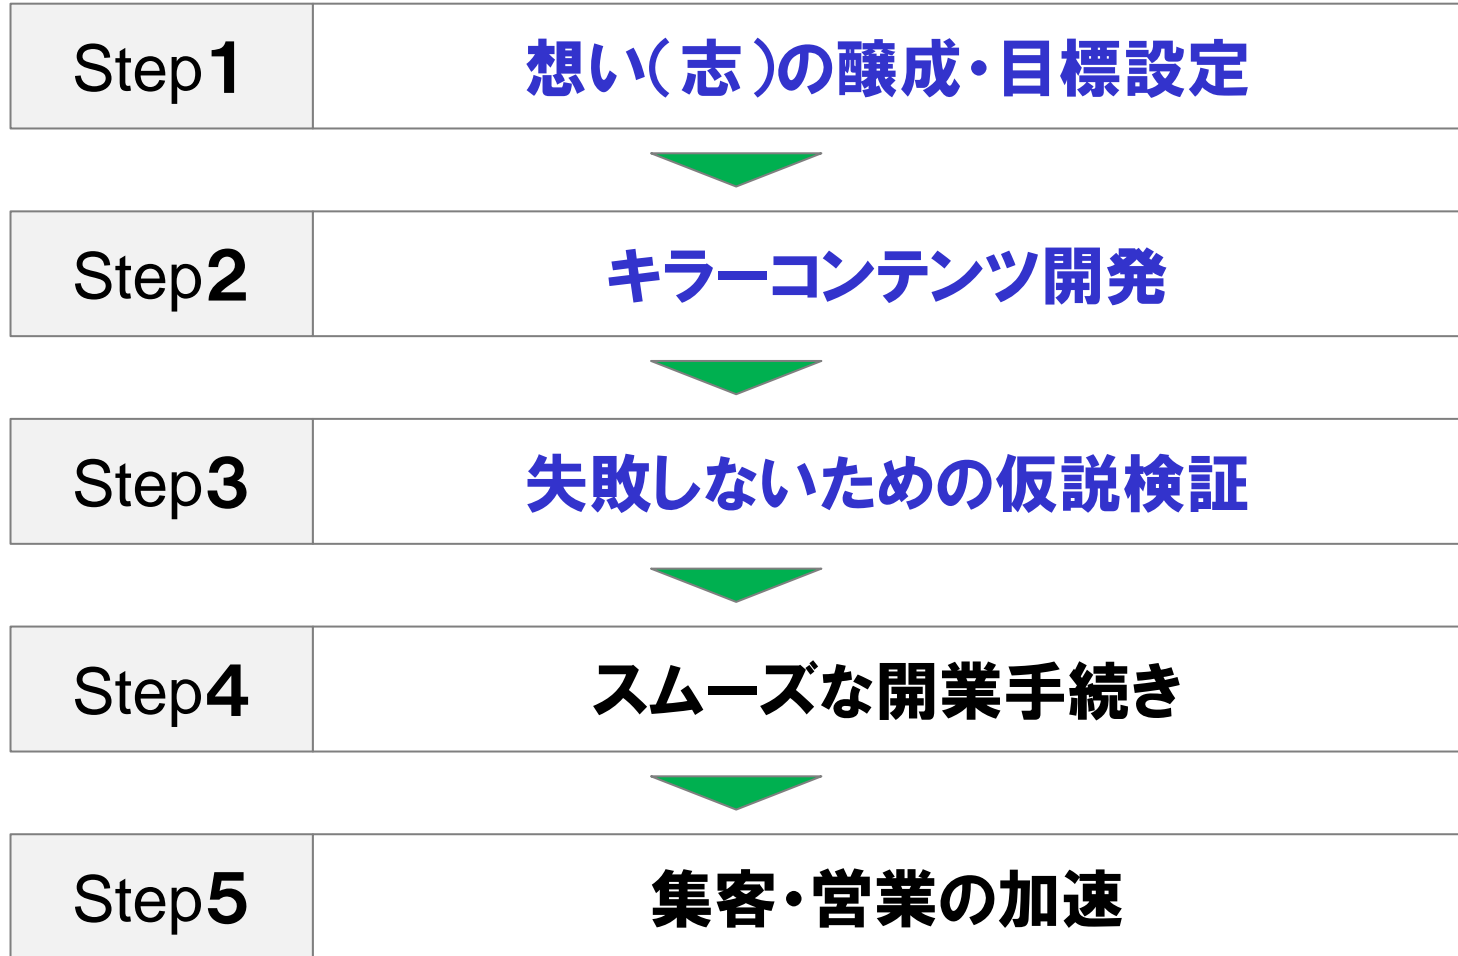 Step1 想い(志)の醸成・目標設定
Step2 キラーコンテンツ開発
Step3 失敗しないための仮説検証
Step4 スムーズな開業手続き
Step5 集客・営業の加速